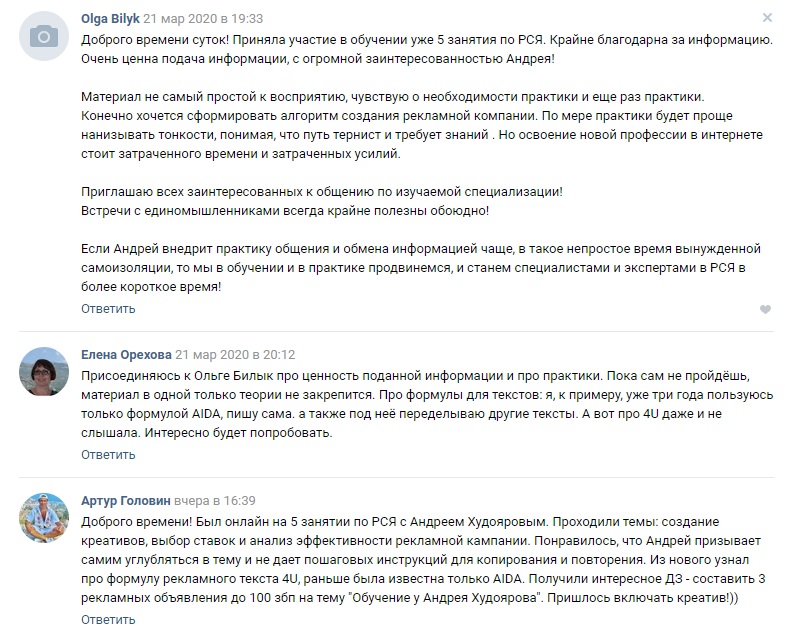 Olga Bilyk 21 мар 2020 в 19:33
Доброго времени суток! Приняла участие в обучении уже 5 занятия по РСЯ. Крайне благодарна за информацию.
Очень ценна подача информации, с огромной заинтересованностью Андрея!
Материал не самый простой к восприятию, чувствую о необходимости практики и еще раз практики.
Конечно хочется сформировать алгоритм создания рекламной компании. По мере практики будет проще
нанизывать тонкости, понимая, что путь тернист и требует знаний . Но освоение новой профессии в интернете
стоит затраченного времени и затраченных усилий.
Приглашаю всех заинтересованных к общению по изучаемой специализации!
Встречи с единомышленниками всегда крайне полезны обоюдно!
Если Андрей внедрит практику общения и обмена информацией чаще, в такое непростое время вынужденной
самоизоляции, то мы в обучении и в практике продвинемся, и станем специалистами и экспертами в РСЯ в
более короткое время!
Ответить
Елена Орехова 21 мар 2020 в 20:12
Присоединяюсь к Ольге Билык про ценность поданной информации и про практики. Пока сам не пройдёшь,
материал в одной только теории не закрепится. Про формулы для текстов: я, к примеру, уже три года пользуюсь
только формулой AIDA, пишу сама. а также под неё переделываю другие тексты. А вот про 4U даже и не
слышала. Интересно будет попробовать.
Ответить
Артур Головин вчера в 16:39
Доброго времени! Был онлайн на 5 занятии по РСЯ с Андреем Худояровым. Проходили темы: создание
креативов, выбор ставок и анализ эффективности рекламной кампании. Понравилось, что Андрей призывает
самим углубляться в тему и не дает пошаговых инструкций для копирования и повторения. Из нового узнал
про формулу рекламного текста 4U, раньше была известна только AIDA. Получили интересное ДЗ - составить 3
рекламных объявления до 100 збп на тему "Обучение у Андрея Худоярова". Пришлось включать креатив!))
Ответить